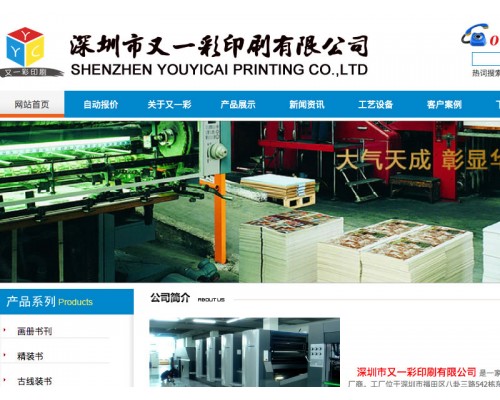 Y
Y C
又一彩印刷
深圳市又一彩印刷有限公司
SHENZHEN YOUYICAI PRINTING CO.,LTD
热词搜索
网站首页 自动报价 关于又一彩 产品展示 新闻资讯 工艺设备 客户案例
大气天成 彰显华
产品系列 Products
画册书刊
精装书
古线装书
公司简介 ABOUT US
深圳市又一彩印刷有限公司 是一家
厂商。工厂位于深圳市福田区八卦三路542栋东